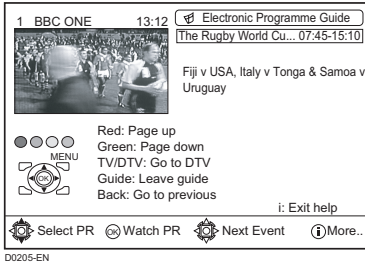 1 BBC ONE 13:12
Electronic Programme Guide
The Rugby World Cu... 07:45-15:10
Fiji v USA, Italy v Tonga & Samoa v
Uruguay
MENU
OK
Red: Page up
Green: Page down
TV/DTV: Go to DTV
Guide: Leave guide
Back: Go to previous
i: Exit help
Select PR OK Watch PR Next Event i More..
D0205-EN